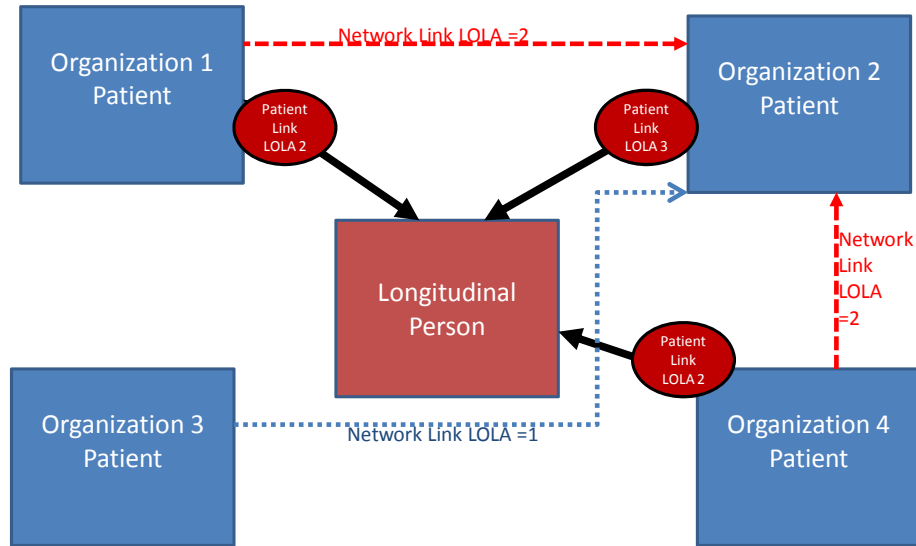 Network Link LOLA =2
Organization 1
Patient
Organization 2
Patient
Patient
Link
LOLA 2
Patient
Link
LOLA 3
Longitudinal
Person
Network
Link
LOLA
=2
Patient
Link
LOLA 2
Organization 3
Patient
Network Link LOLA =1
Organization 4
Patient